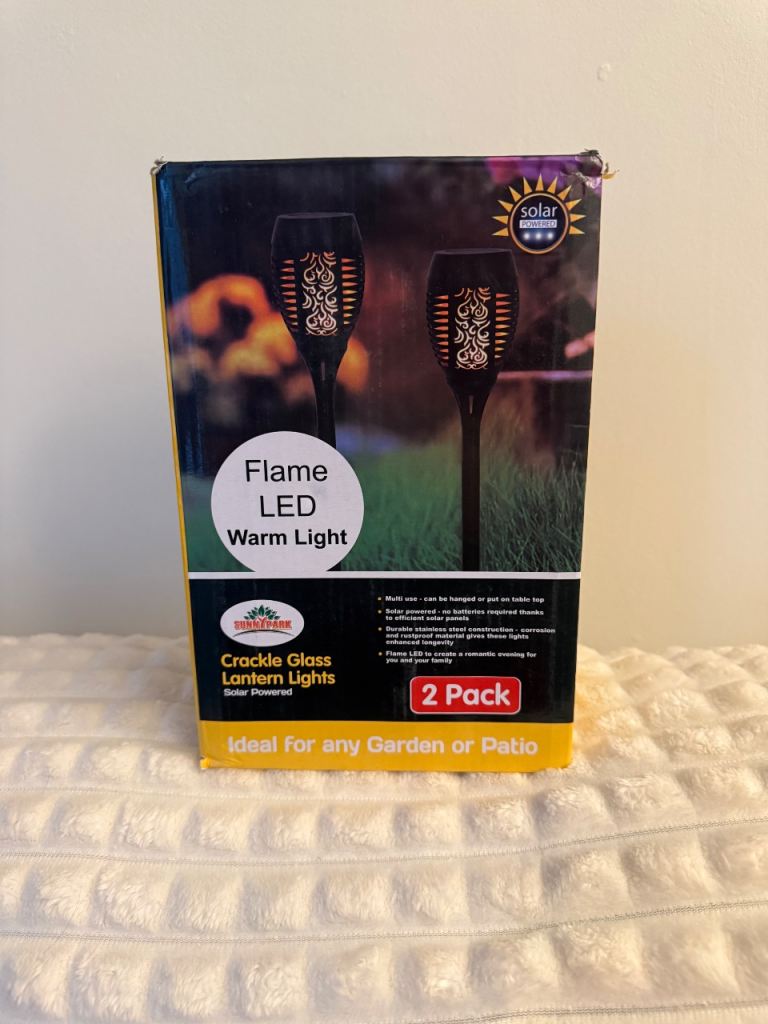 solar
POWERED
Flame
LED
Warm Light
SUNNYPARK
Crackle Glass
Lantern Lights
Solar Powered
Multi use - can be hanged or put on table top
Solar powered - no batteries required thanks
to efficient solar panels
Durable stainless steel construction - corrosion
and rustproof material gives these lights
enhanced longevity
Flame LED to create a romantic evening for
you and your family
2 Pack
Ideal for any Garden or Patio